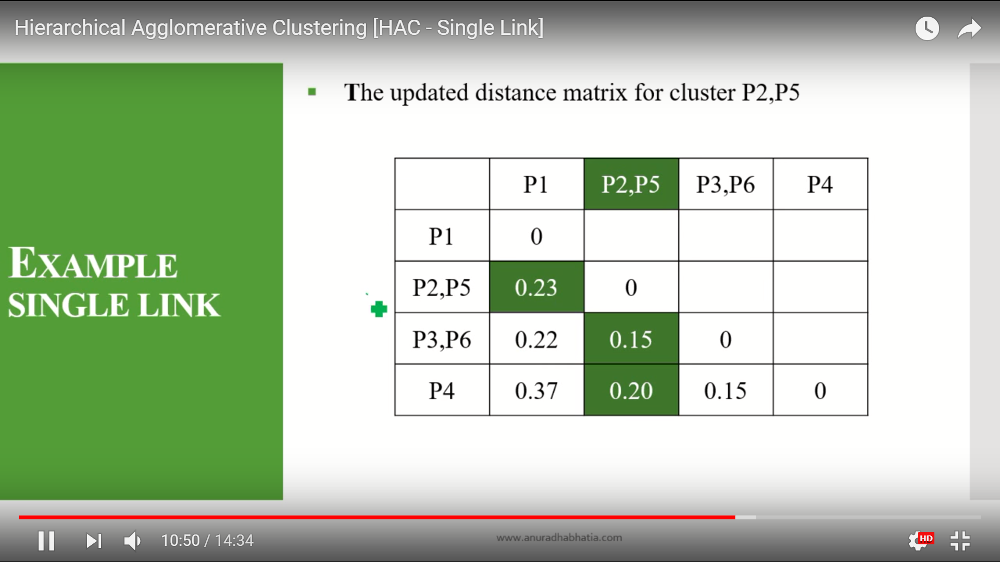 Hierarchical Agglomerative Clustering [HAC - Single Link]
The updated distance matrix for cluster P2,P5
EXAMPLE
SINGLE LINK
P1 P2,P5 P3,P6 P4
P1 0
P2,P5 0.23 0
P3,P6 0.22 0.15 0
P4 0.37 0.20 0.15 0
10:50 / 14:34
www.anuradhabhatia.com
HD